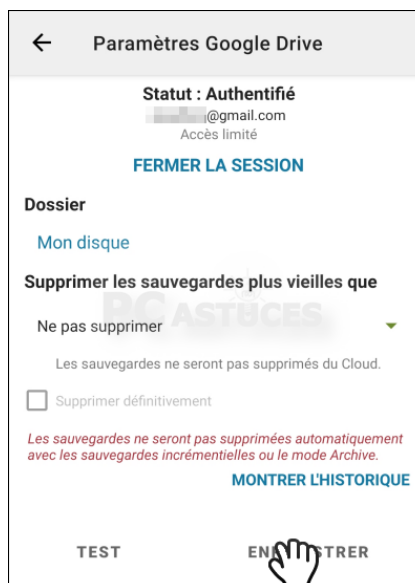 Paramètres Google Drive
Statut : Authentifié
@gmail.com
Accès limité
FERMER LA SESSION
Dossier
Mon disque
Supprimer les sauvegardes plus vieilles que
PC ASTUCES
Ne pas supprimer
Les sauvegardes ne seront pas supprimés du Cloud.
Supprimer définitivement
Les sauvegardes ne seront pas supprimées automatiquement
avec les sauvegardes incrémentielles ou le mode Archive.
MONTRER L'HISTORIQUE
TEST